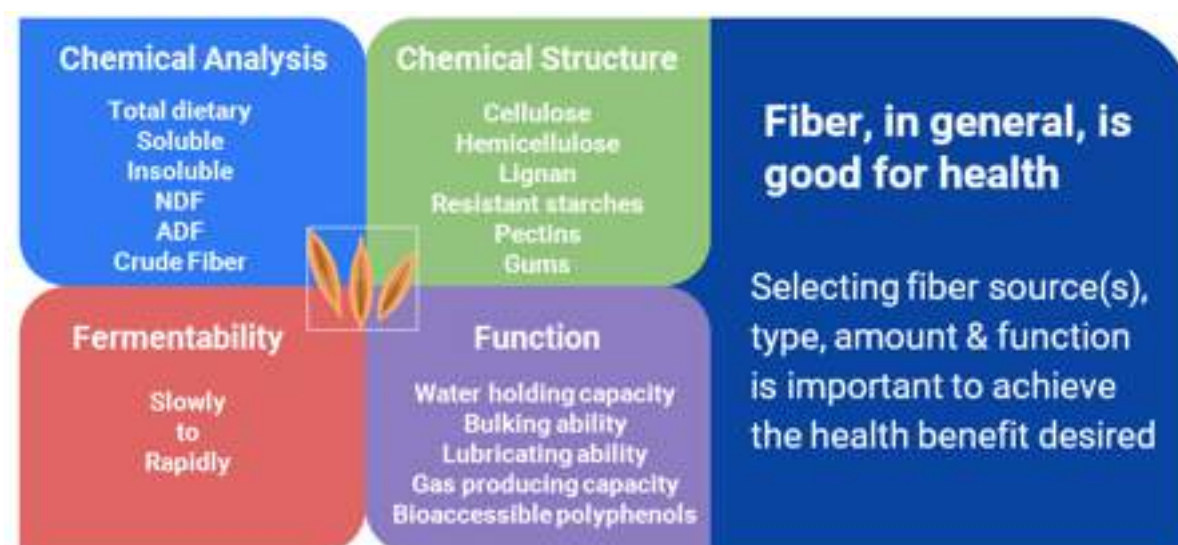 Chemical Analysis
Total dietary
Soluble
Insoluble
NDF
ADF
Crude Fiber
Chemical Structure
Cellulose
Hemicellulose
Lignan
Resistant starches
Pectins
Gums
Fermentability
Slowly
to
Rapidly
Function
Water holding capacity
Bulking ability
Lubricating ability
Gas producing capacity
Bioaccessible polyphenols
Fiber, in general, is
good for health
Selecting fiber source(s),
type, amount & function
is important to achieve
the health benefit desired